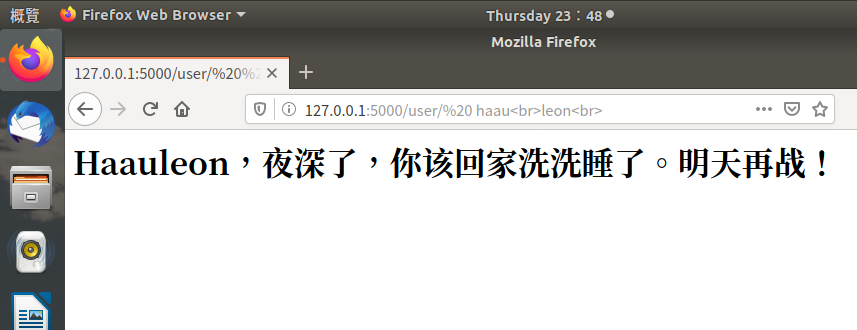 概覽 Firefox Web Browser Thursday 23：48
Mozilla Firefox
127.0.0.1:5000/user/%20%2
127.0.0.1:5000/user/%20 haau<br>leon<br>
Haauleon，夜深了，你该回家洗洗睡了。明天再战！